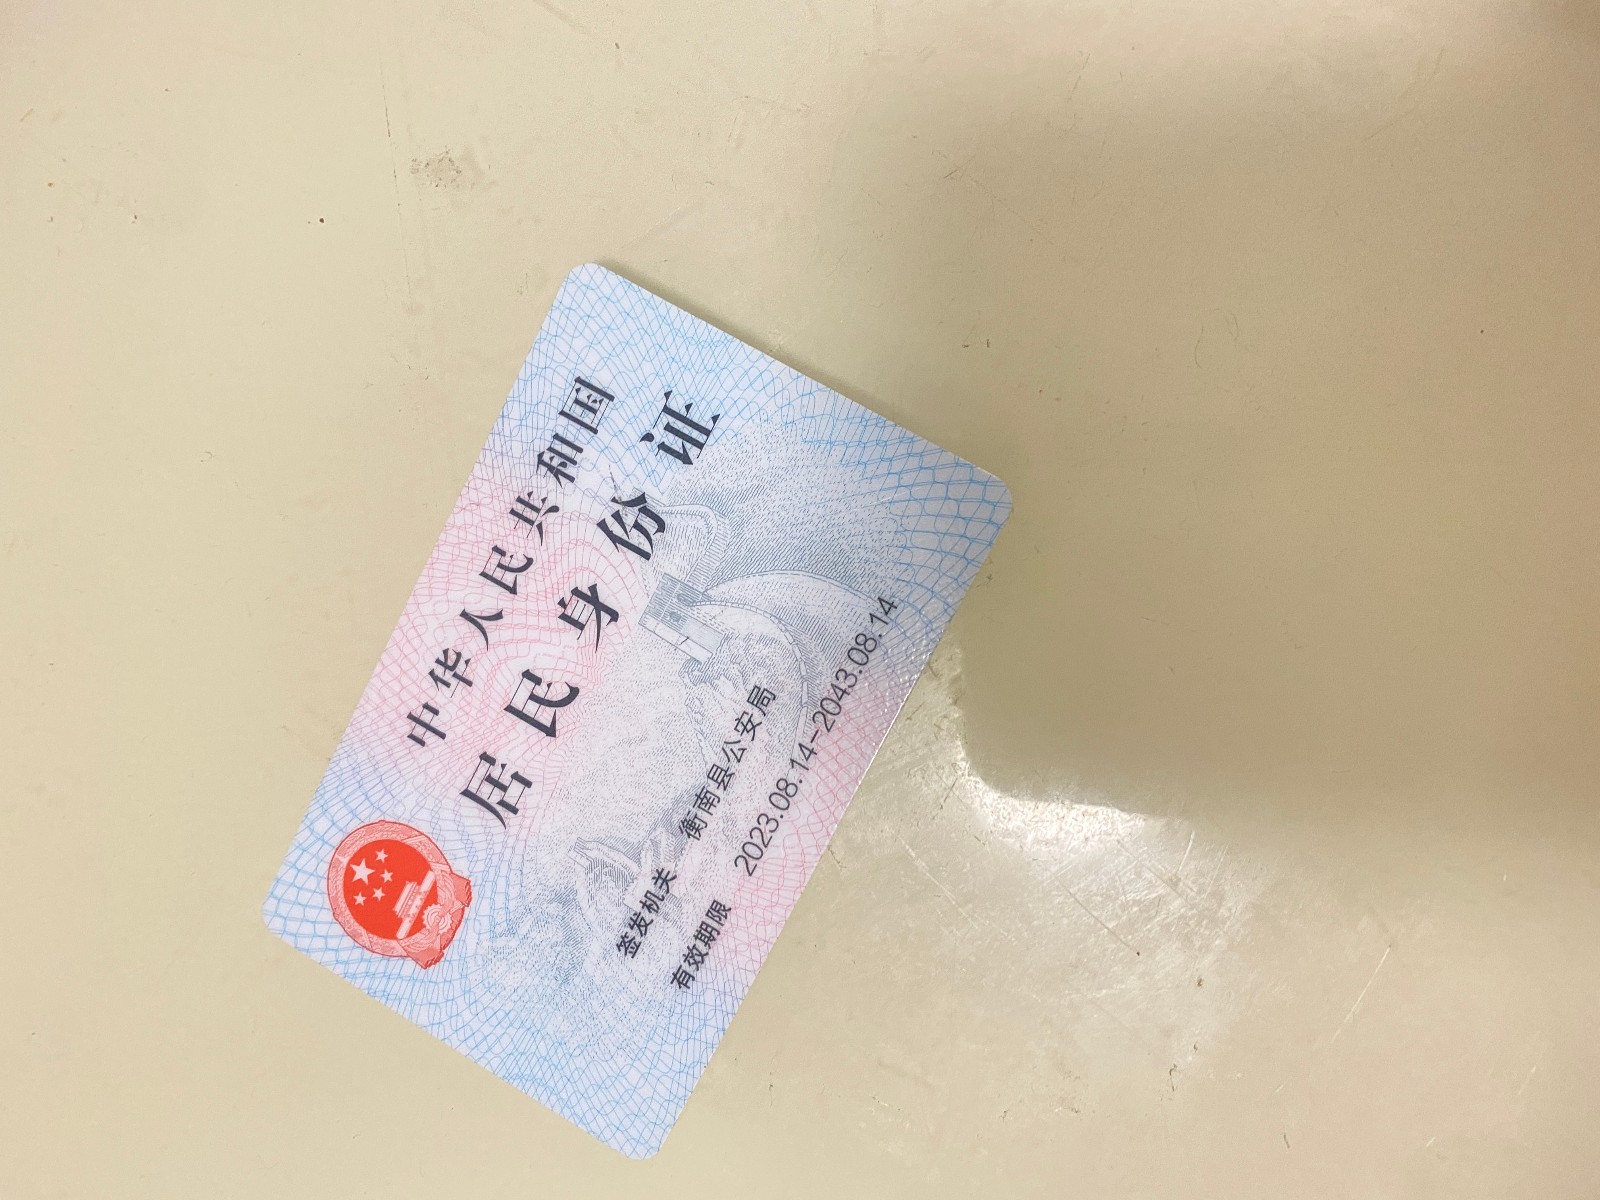 中华人民共和国
居民身份证
签发机关 衡南县公安局
有效期限 2023.08.14-2043.08.14